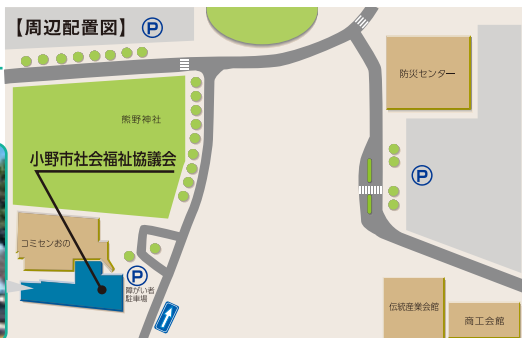 【周辺配置図】 P
防災センター
熊野神社
小野市社会福祉協議会
P
コミセンおの
P
障がい者
駐車場
伝統産業会館
商工会館